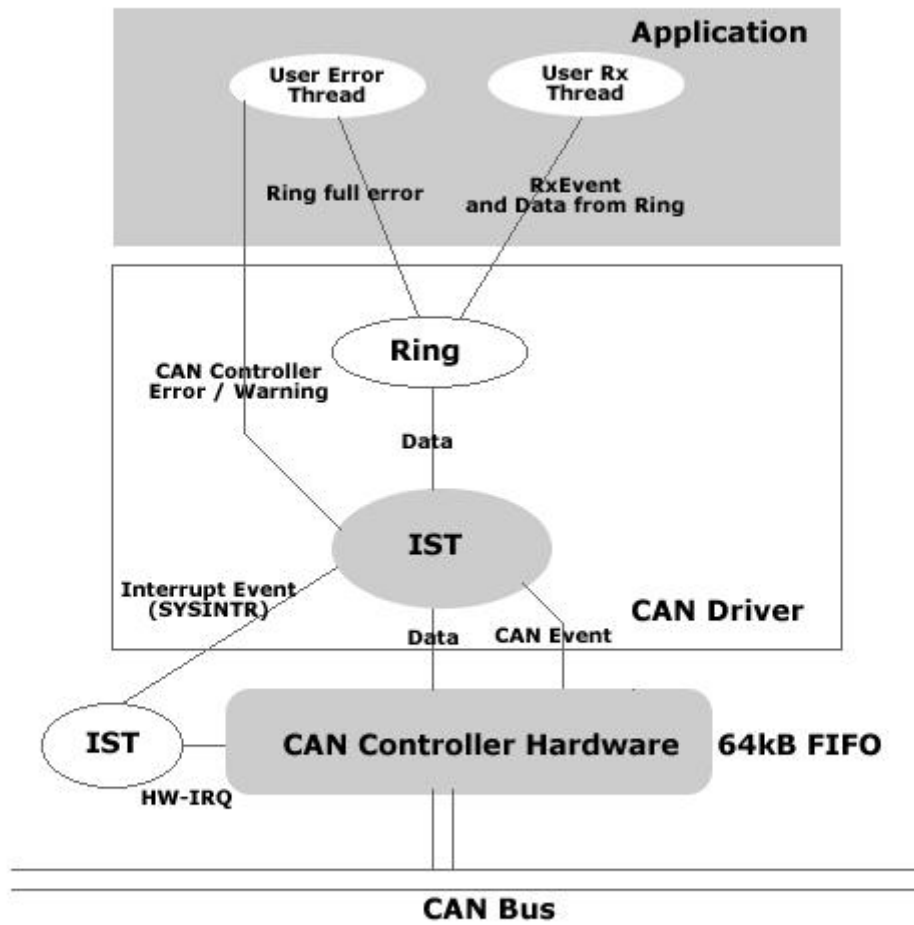 Application
User Error
Thread
User Rx
Thread
Ring full error
RxEvent
and Data from Ring
Ring
CAN Controller
Error / Warning
Data
IST
Interrupt Event
(SYSINTR)
CAN Driver
Data
CAN Event
IST
CAN Controller Hardware
64kB FIFO
HW-IRQ
CAN Bus